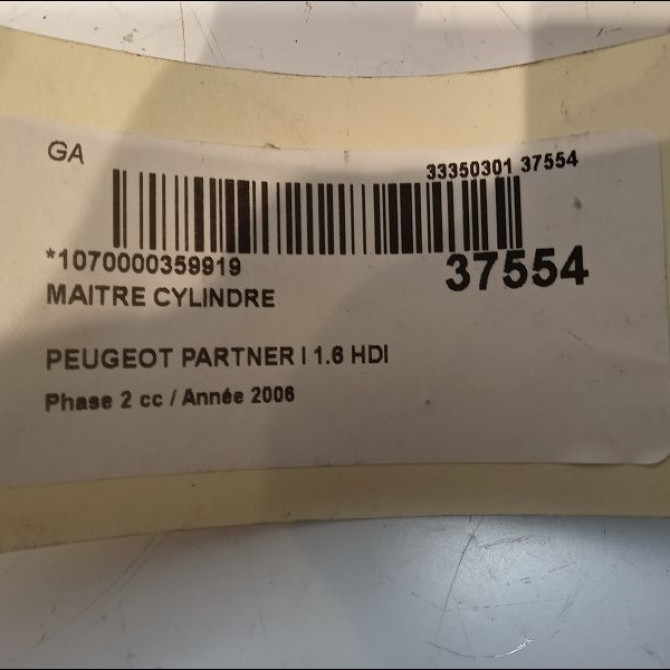 GA
33350301 37554
*1070000359919
37554
MAITRE CYLINDRE
PEUGEOT PARTNER I 1.6 HDI
Phase 2 cc / Année 2006